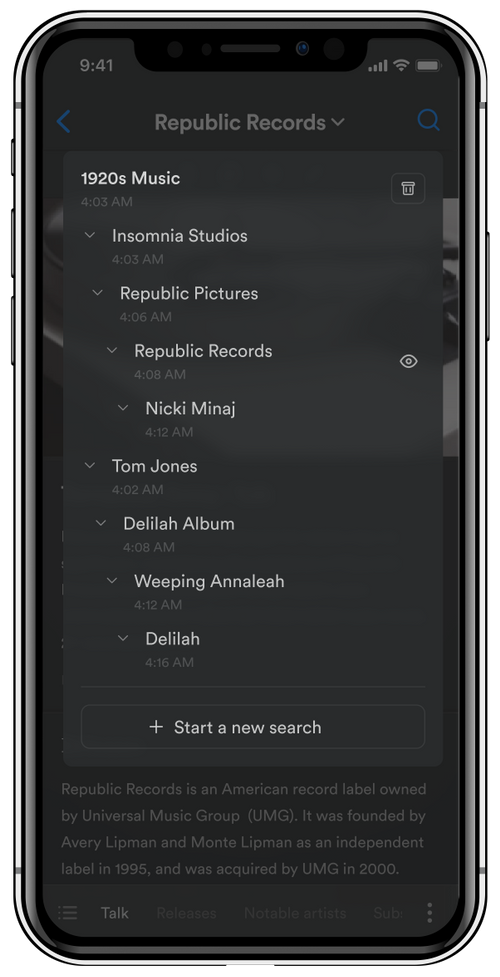 9:41
Republic Records
1920s Music
4:03 AM
Insomnia Studios
4:03 AM
Republic Pictures
4:06 AM
Republic Records
4:08 AM
Nicki Minaj
4:12 AM
Tom Jones
4:02 AM
Delilah Album
4:08 AM
Weeping Annaleah
4:12 AM
Delilah
4:16 AM
+ Start a new search
Republic Records is an American record label owned
by Universal Music Group (UMG). It was founded by
Avery Lipman and Monte Lipman as an independent
label in 1995, and was acquired by UMG in 2000.
Talk Releases Notable artists Sub